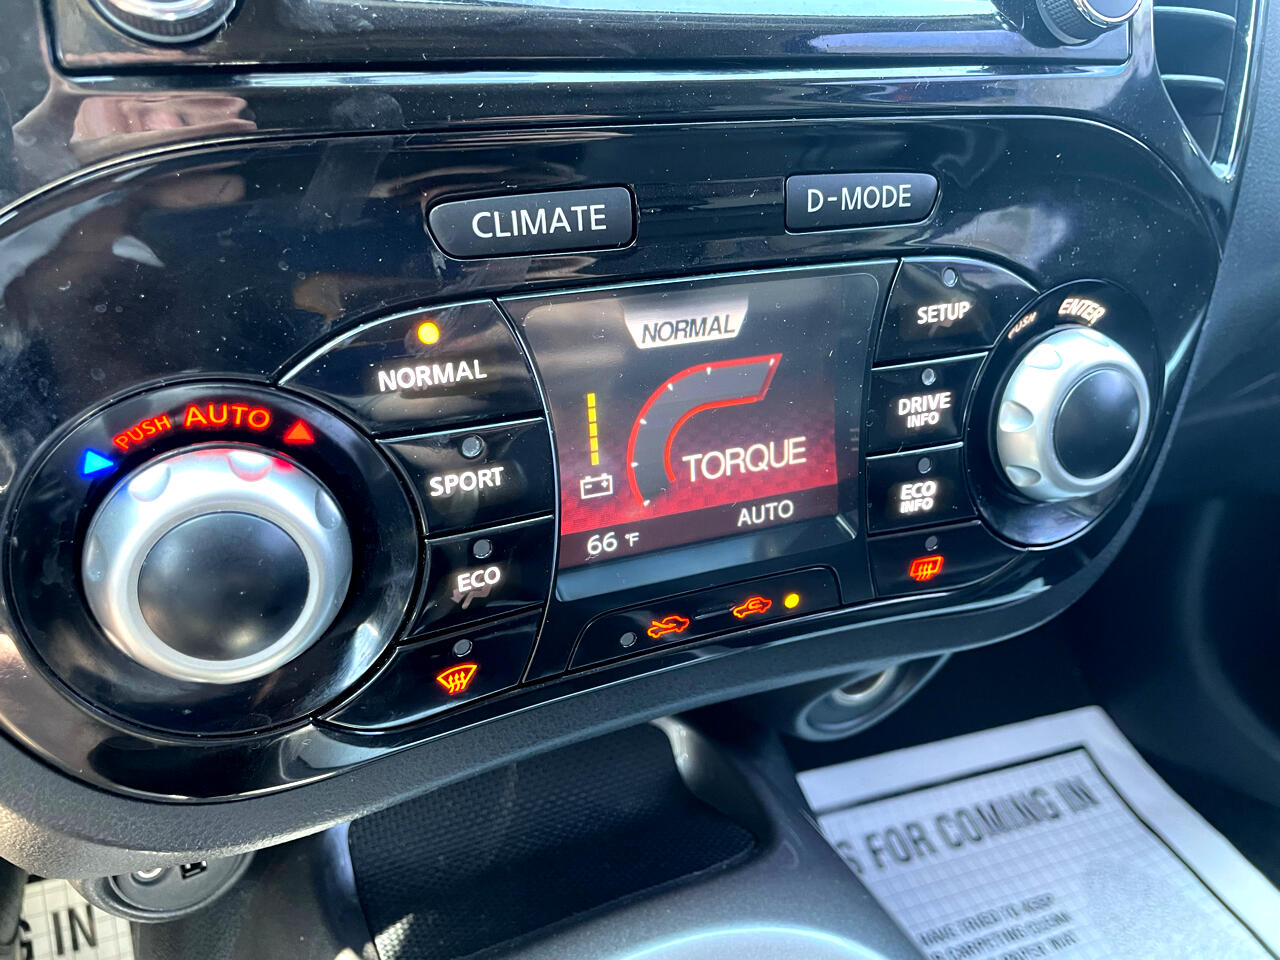 CLIMATE
D-MODE
NORMAL
SETUP
PUSH
ENTER
NORMAL
DRIVE
INFO
PUSH AUTO
SPORT
TORQUE
ECO
INFO
AUTO
66 °F
ECO
S FOR COMING IN
G IN